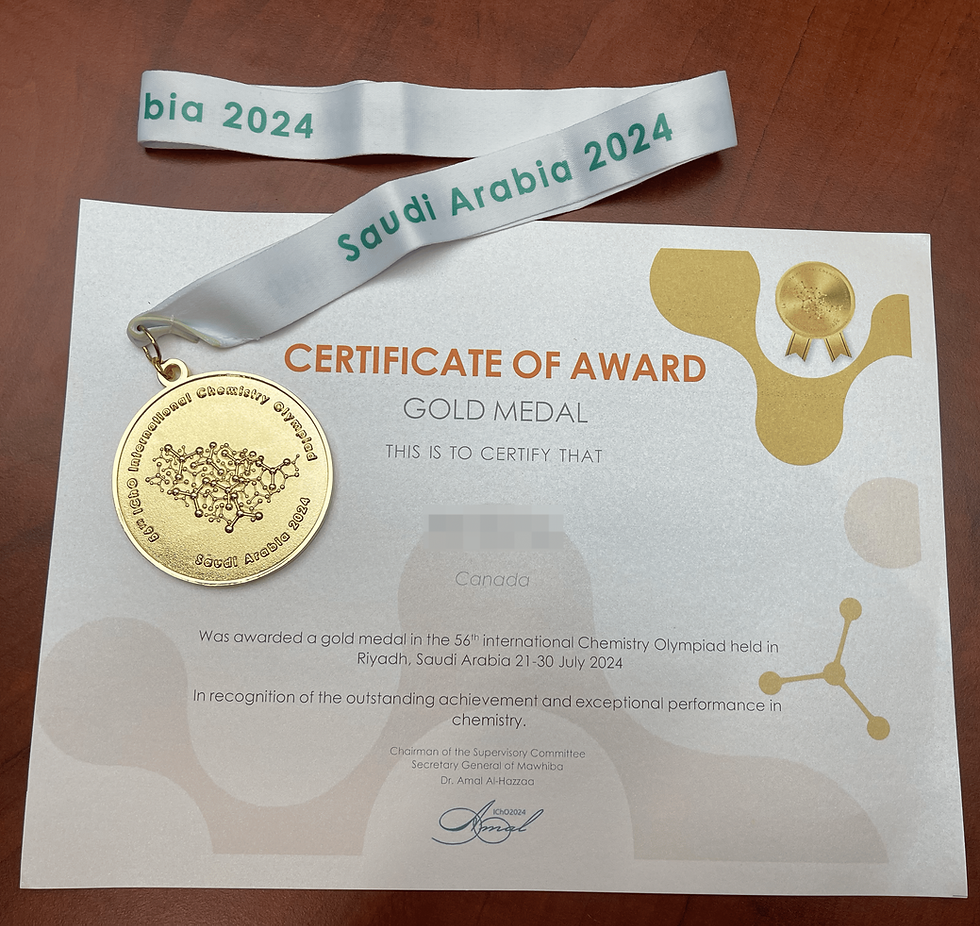 bia 2024
Saudi Arabia 2024
CERTIFICATE OF AWARD
GOLD MEDAL
THIS IS TO CERTIFY THAT
56th IChO International Chemistry Olympiad
Saudi Arabia 2024
Canada
Was awarded a gold medal in the 56th international Chemistry Olympiad held in
Riyadh, Saudi Arabia 21-30 July 2024
In recognition of the outstanding achievement and exceptional performance in
chemistry.
Chairman of the Supervisory Committee
Secretary General of Mawhiba
Dr. Amal Al-Hazzaa
IChO2024
Amal